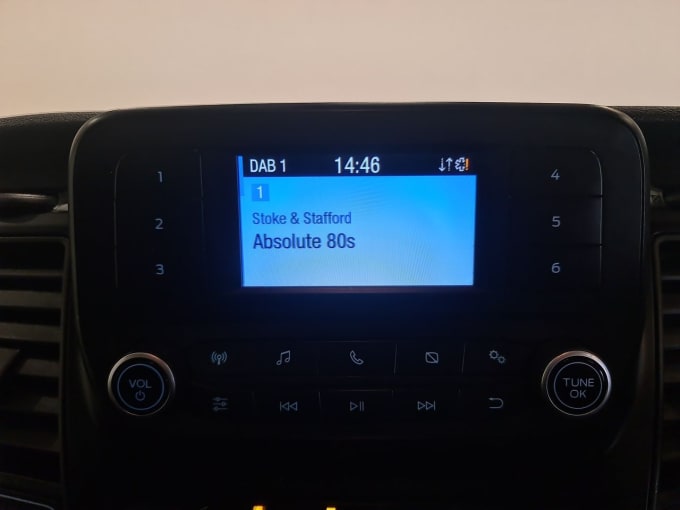 DAB 1 14:46
1
Stoke & Stafford
Absolute 80s
1
2
3
4
5
6
VOL
TUNE
OK